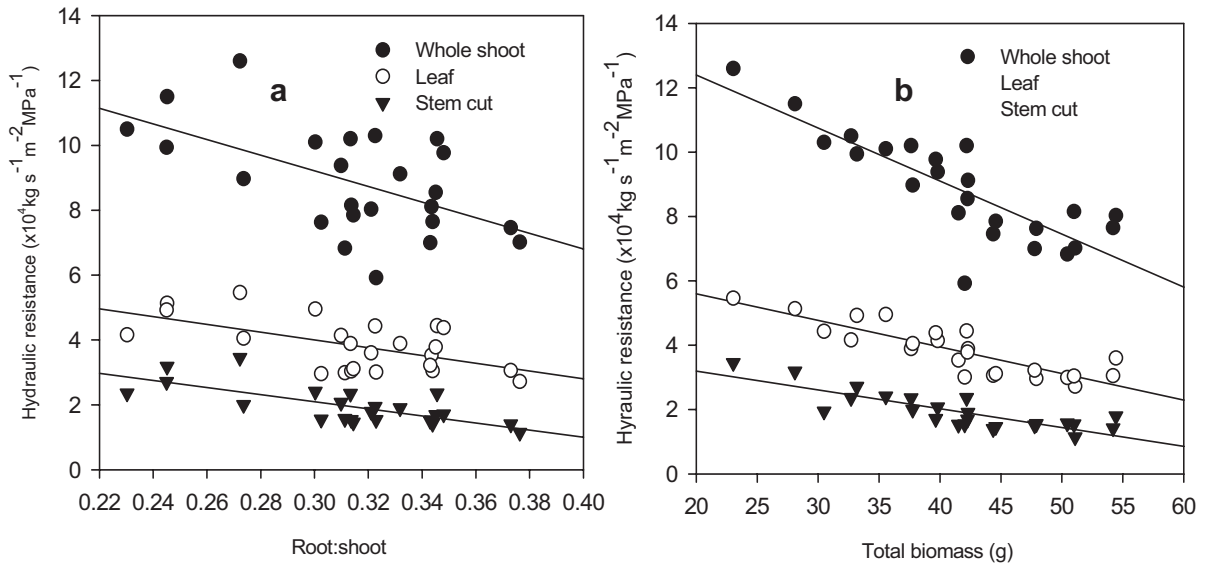 Hydraulic resistance (x10⁴kg s⁻¹m⁻²MPa⁻¹)
14
12
10
8
6
4
2
0
a
Whole shoot
Leaf
Stem cut
0.22 0.24 0.26 0.28 0.30 0.32 0.34 0.36 0.38 0.40
Root:shoot
Hyraulic resistance (x10⁴kg s⁻¹m⁻²MPa⁻¹)
14
12
10
8
6
4
2
0
b
Whole shoot
Leaf
Stem cut
20 25 30 35 40 45 50 55 60
Total biomass (g)